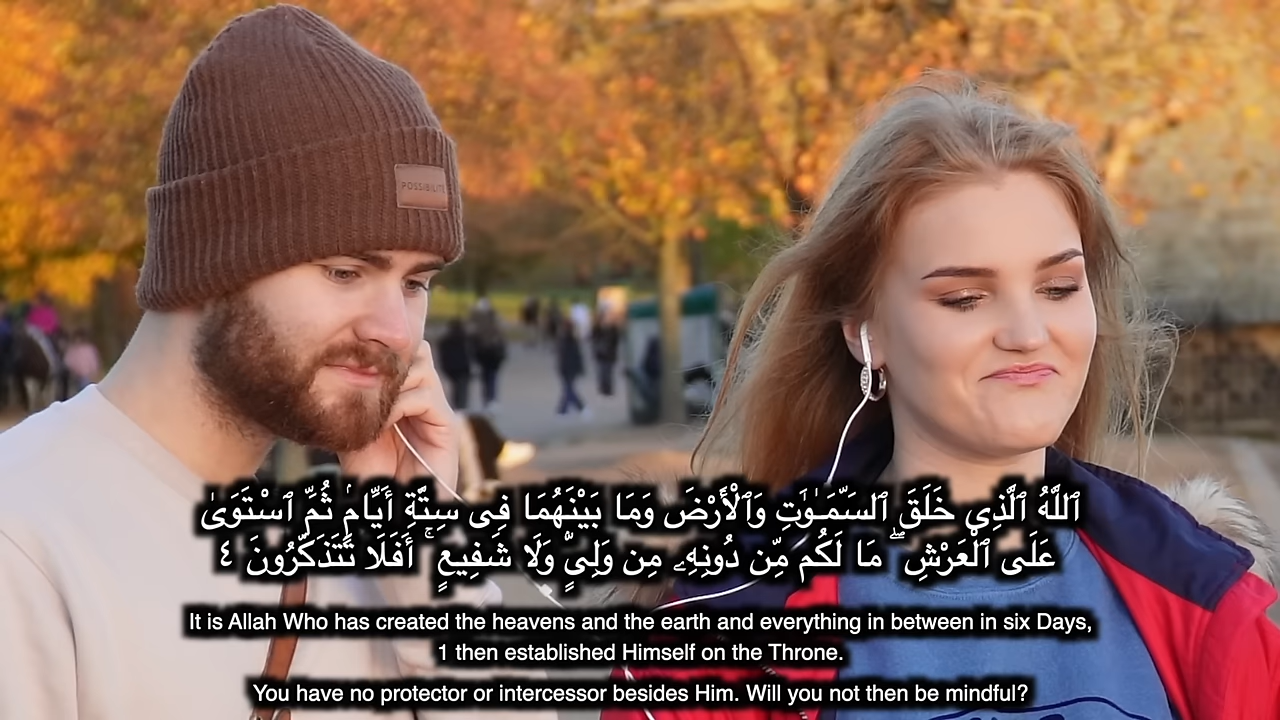 POSSIBILITE
ٱللَّهُ ٱلَّذِى خَلَقَ ٱلسَّمَـٰوَٰتِ وَٱلْأَرْضَ وَمَا بَيْنَهُمَا فِى سِتَّةِ أَيَّامٍۢ ثُمَّ ٱسْتَوَىٰ
عَلَى ٱلْعَرْشِ ۖ مَا لَكُم مِّن دُونِهِۦ مِن وَلِىٍّۢ وَلَا شَفِيعٍ ۚ أَفَلَا تَتَذَكَّرُونَ ٤
It is Allah Who has created the heavens and the earth and everything in between in six Days,
1 then established Himself on the Throne.
You have no protector or intercessor besides Him. Will you not then be mindful?